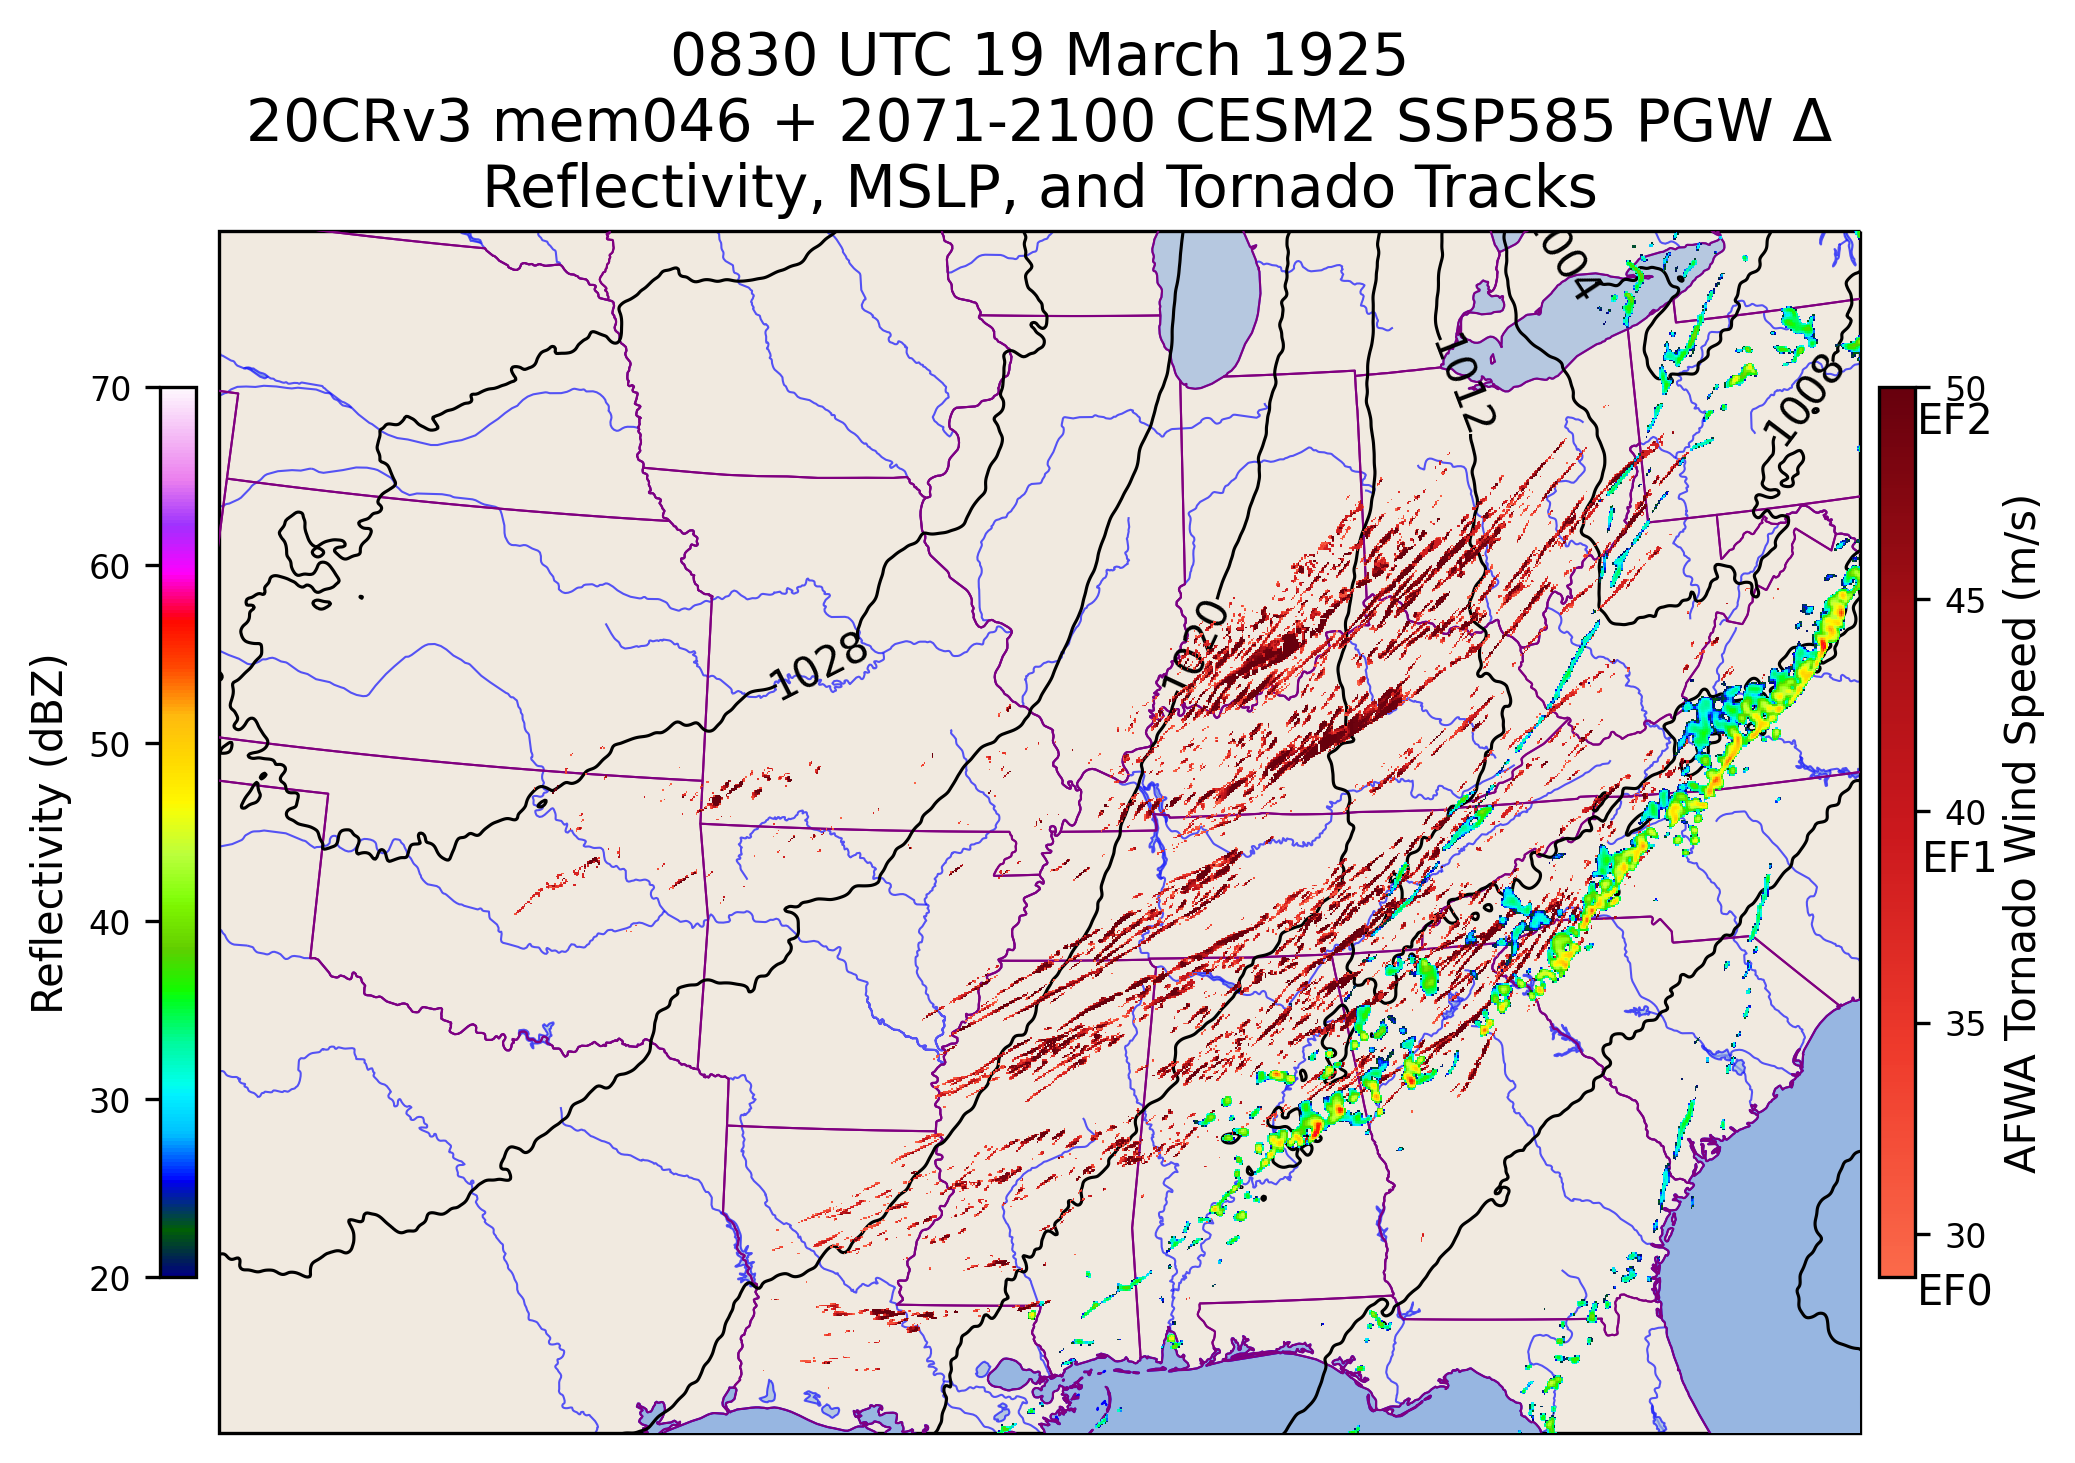 0830 UTC 19 March 1925
20CRv3 mem046 + 2071-2100 CESM2 SSP585 PGW Δ
Reflectivity, MSLP, and Tornado Tracks
70
60
50
40
30
20
Reflectivity (dBZ)
1004
1012
1008
1020
1028
50
EF2
45
40
EF1
35
30
EF0
AFWA Tornado Wind Speed (m/s)